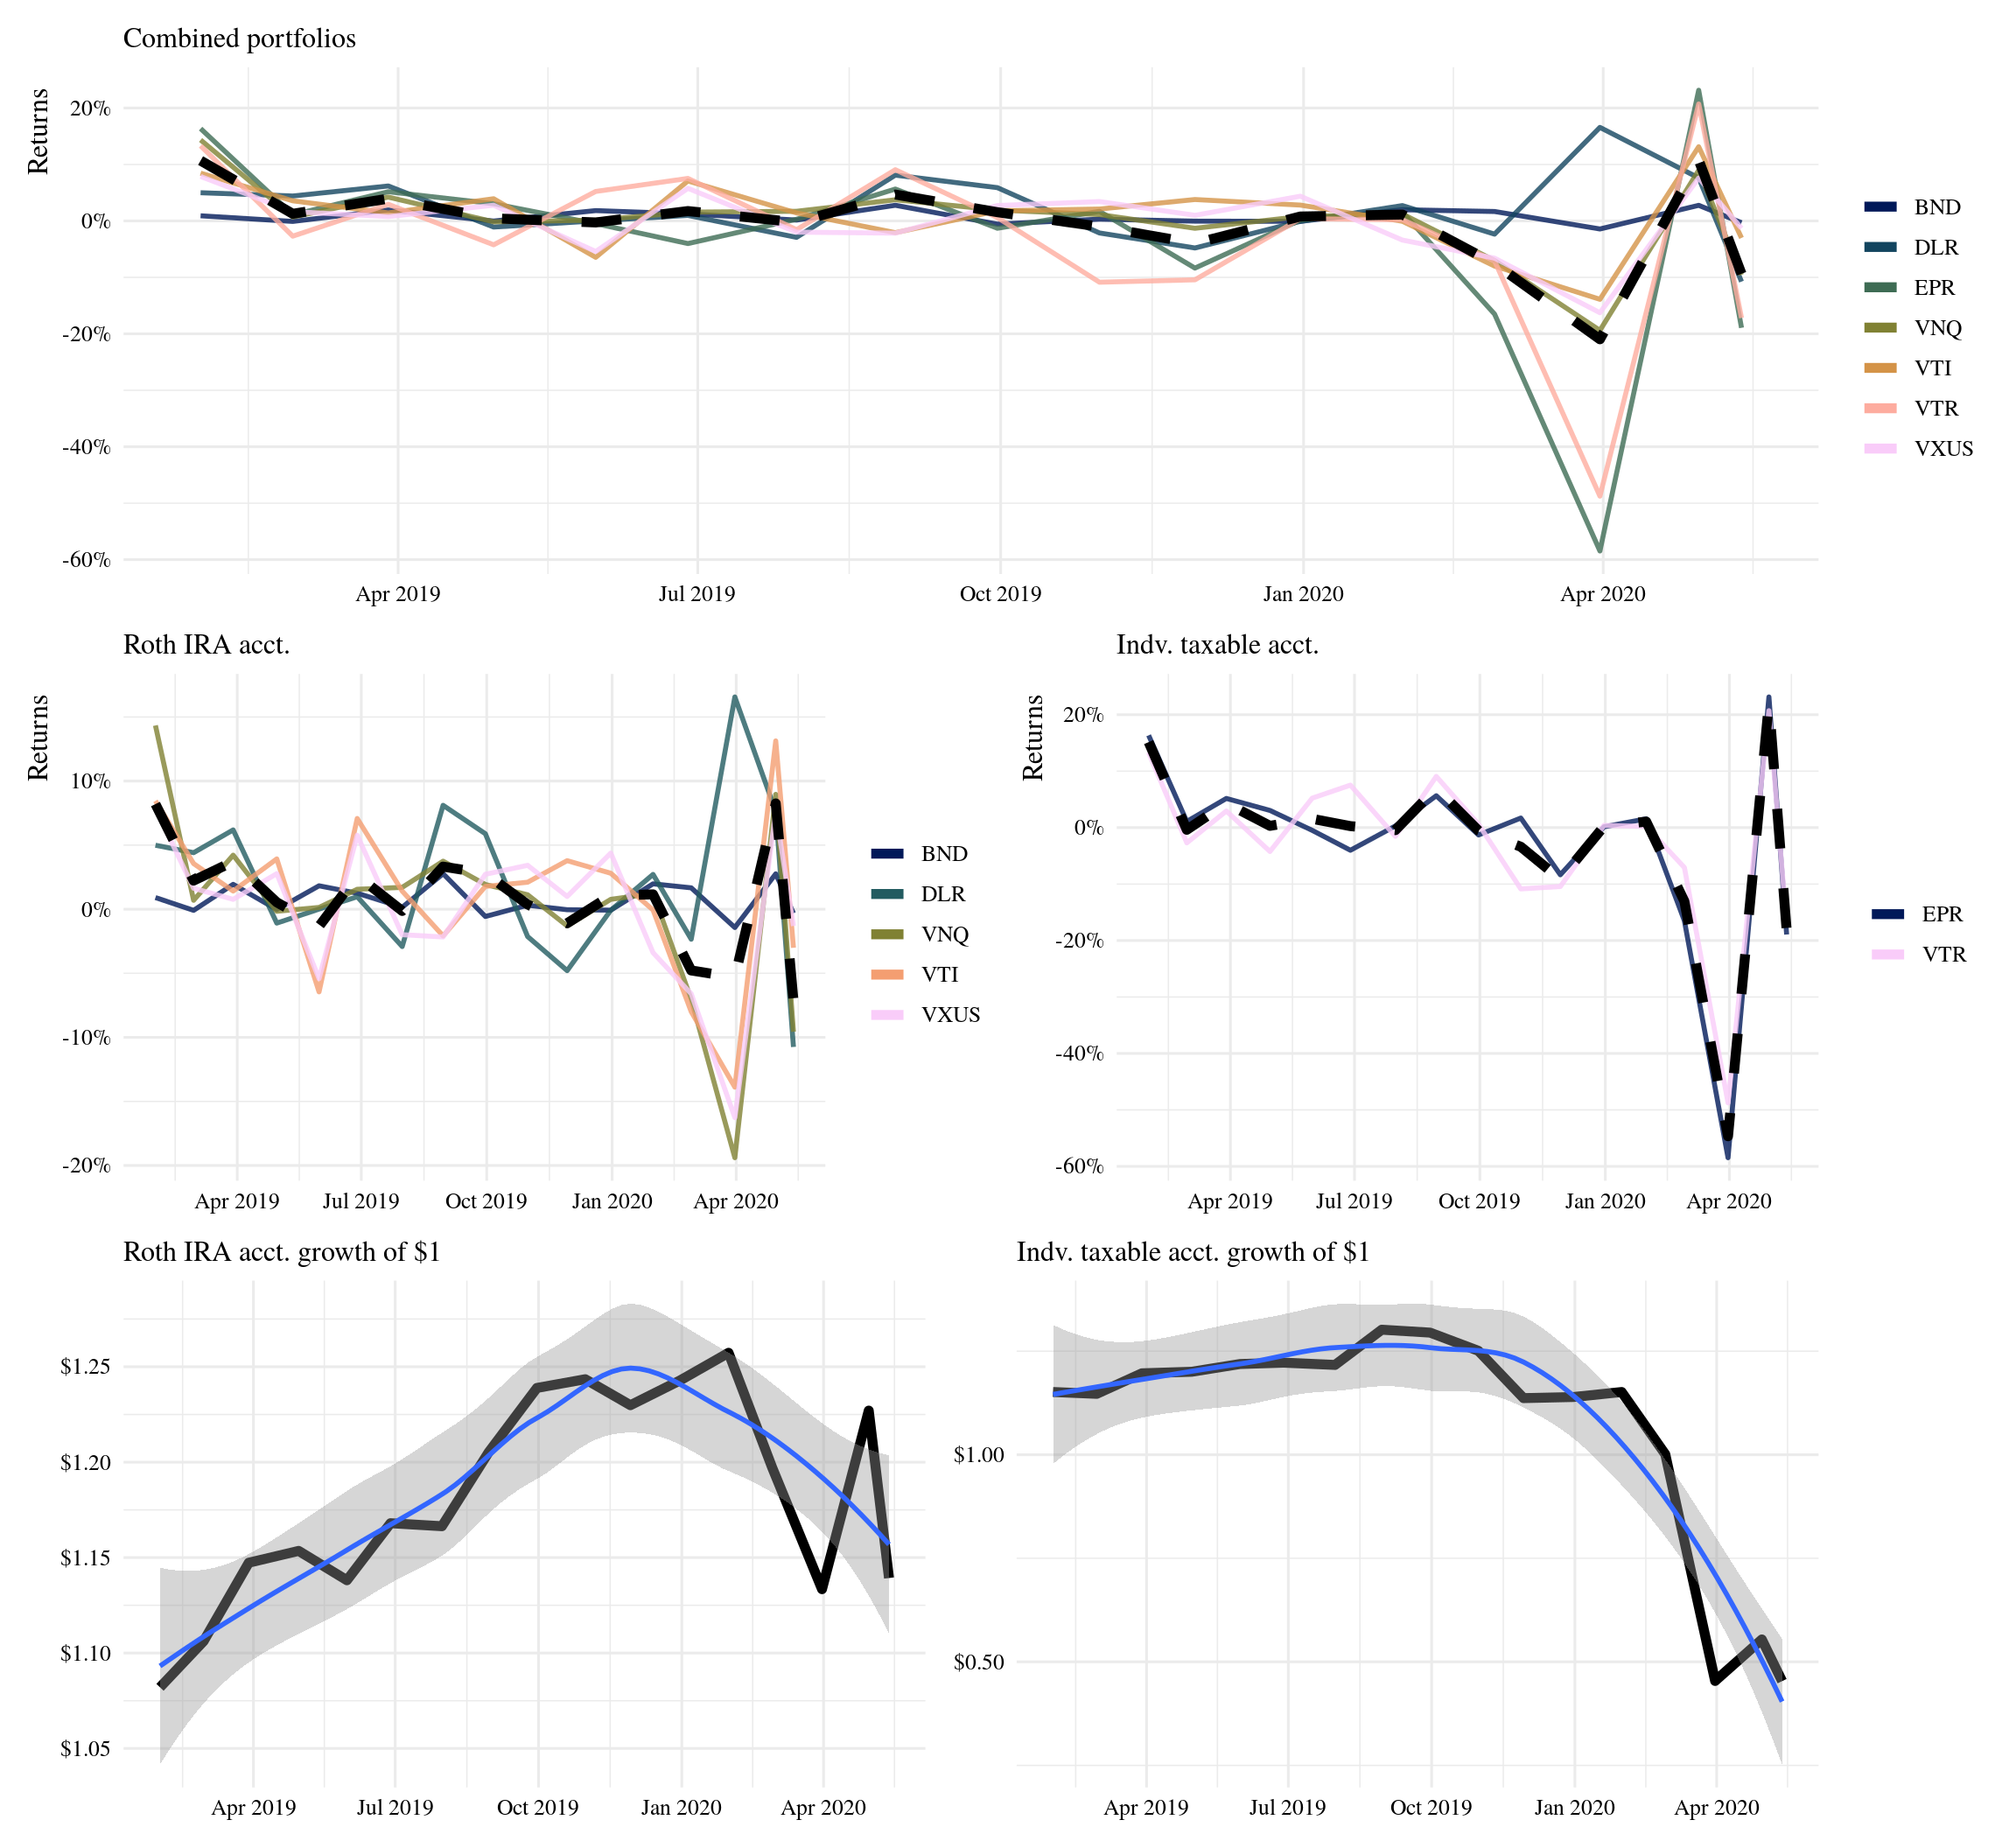 Combined portfolios
Returns
20%
0%
-20%
-40%
-60%
Apr 2019
Jul 2019
Oct 2019
Jan 2020
Apr 2020
BND
DLR
EPR
VNQ
VTI
VTR
VXUS
Roth IRA acct.
Returns
10%
0%
-10%
-20%
Apr 2019
Jul 2019
Oct 2019
Jan 2020
Apr 2020
BND
DLR
VNQ
VTI
VXUS
Indv. taxable acct.
Returns
20%
0%
-20%
-40%
-60%
Apr 2019
Jul 2019
Oct 2019
Jan 2020
Apr 2020
EPR
VTR
Roth IRA acct. growth of $1
$1.25
$1.20
$1.15
$1.10
$1.05
Apr 2019
Jul 2019
Oct 2019
Jan 2020
Apr 2020
Indv. taxable acct. growth of $1
$1.00
$0.50
Apr 2019
Jul 2019
Oct 2019
Jan 2020
Apr 2020